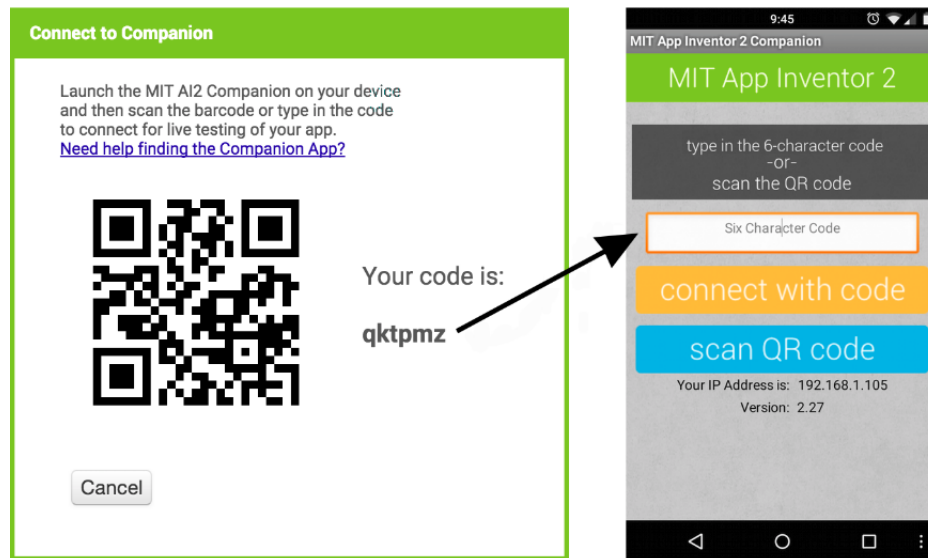 Connect to Companion
Launch the MIT AI2 Companion on your device
and then scan the barcode or type in the code
to connect for live testing of your app.
Need help finding the Companion App?
Your code is:
qktpmz
Cancel
9:45
MIT App Inventor 2 Companion
MIT App Inventor 2
type in the 6-character code
-or-
scan the QR code
Six Character Code
connect with code
scan QR code
Your IP Address is: 192.168.1.105
Version: 2.27